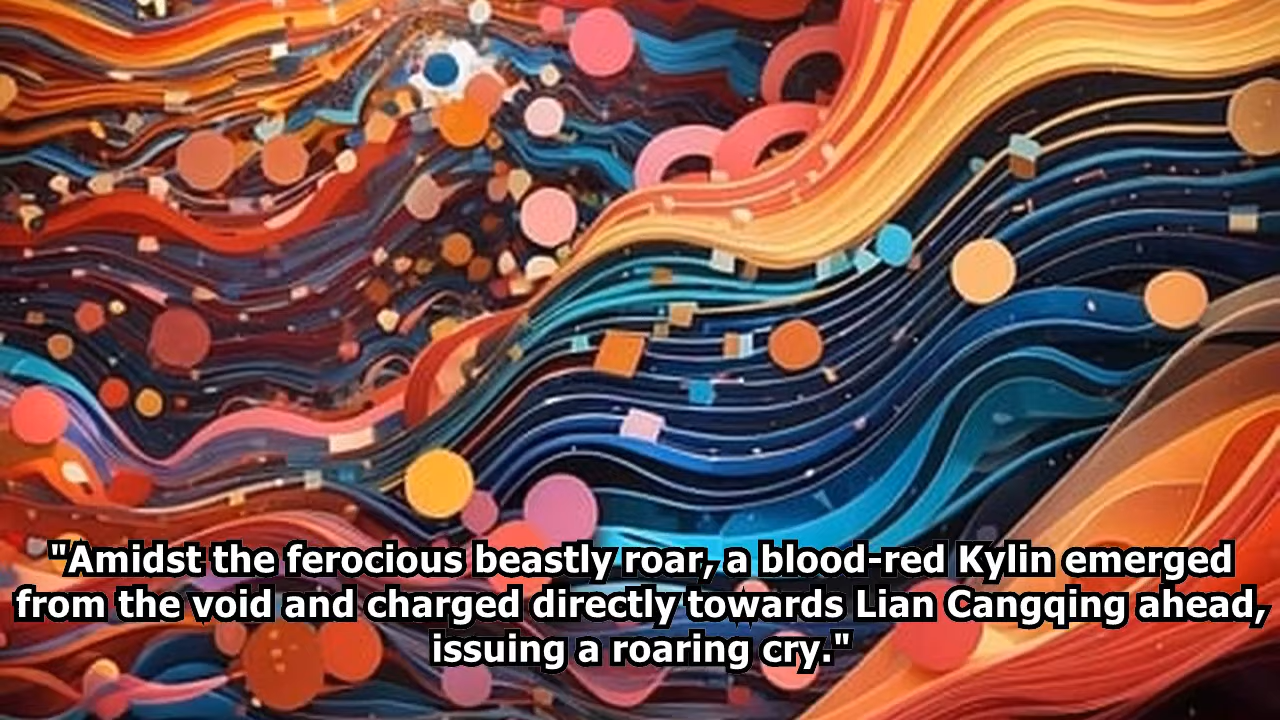 "Amidst the ferocious beastly roar, a blood-red Kylin emerged
from the void and charged directly towards Lian Cangqing ahead,
issuing a roaring cry."